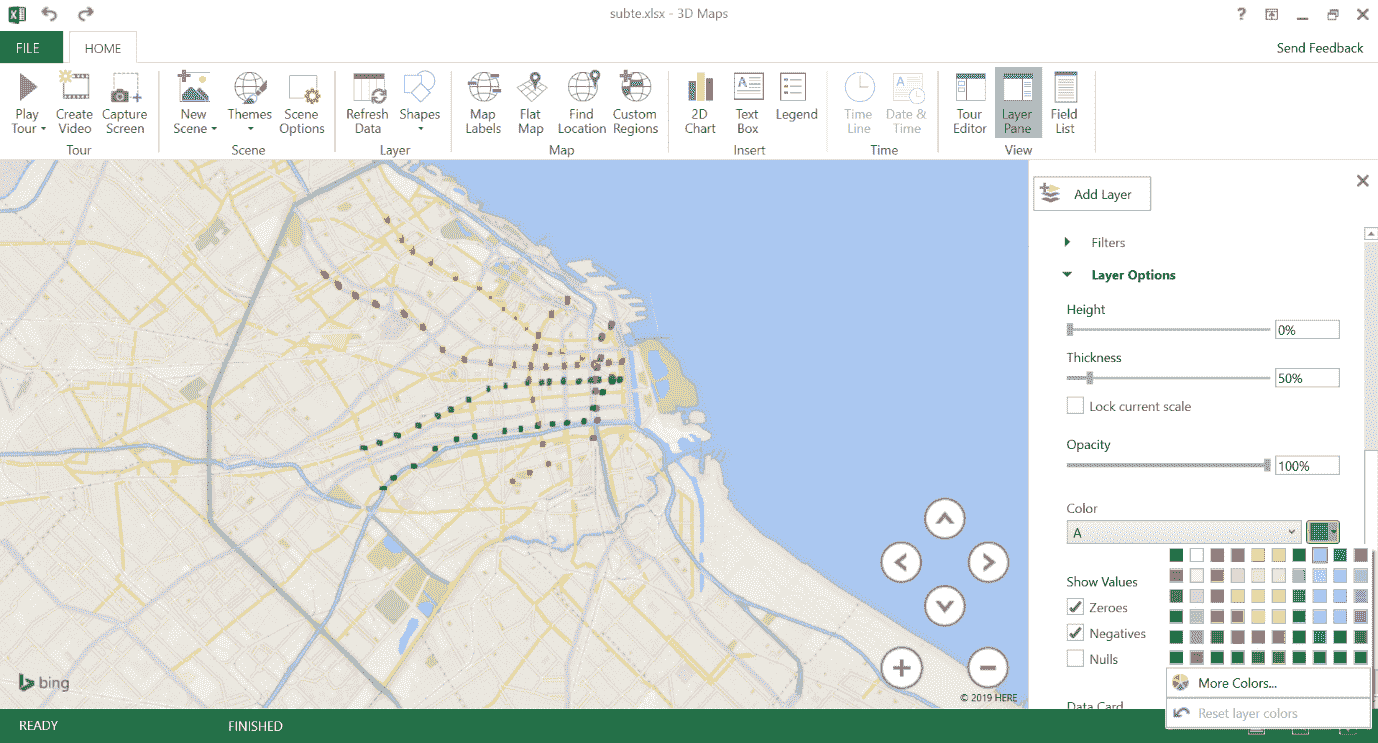 subte.xlsx - 3D Maps
?
FILE
HOME
Send Feedback
Play Tour
Create Video
Capture Screen
New Scene
Themes
Scene Options
Refresh Data
Shapes
Map Labels
Flat Map
Find Location
Custom Regions
2D Chart
Text Box
Legend
Time Line
Date & Time
Tour Editor
Layer Pane
Field List
Tour
Scene
Layer
Map
Insert
Time
View
Add Layer
Filters
Layer Options
Height
0%
Thickness
50%
Lock current scale
Opacity
100%
Color
A
Show Values
Zeroes
Negatives
Nulls
More Colors...
Data Card
Reset layer colors
bing
© 2019 HERE
READY
FINISHED